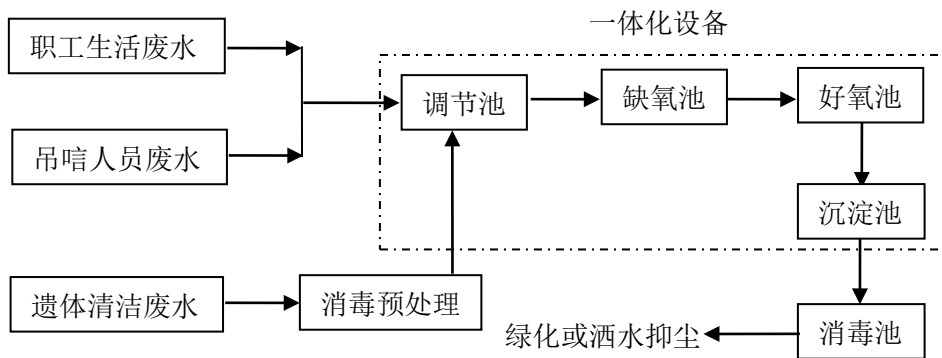 一体化设备
职工生活废水
调节池
缺氧池
好氧池
吊唁人员废水
沉淀池
遗体清洁废水
消毒预处理
绿化或洒水抑尘
消毒池